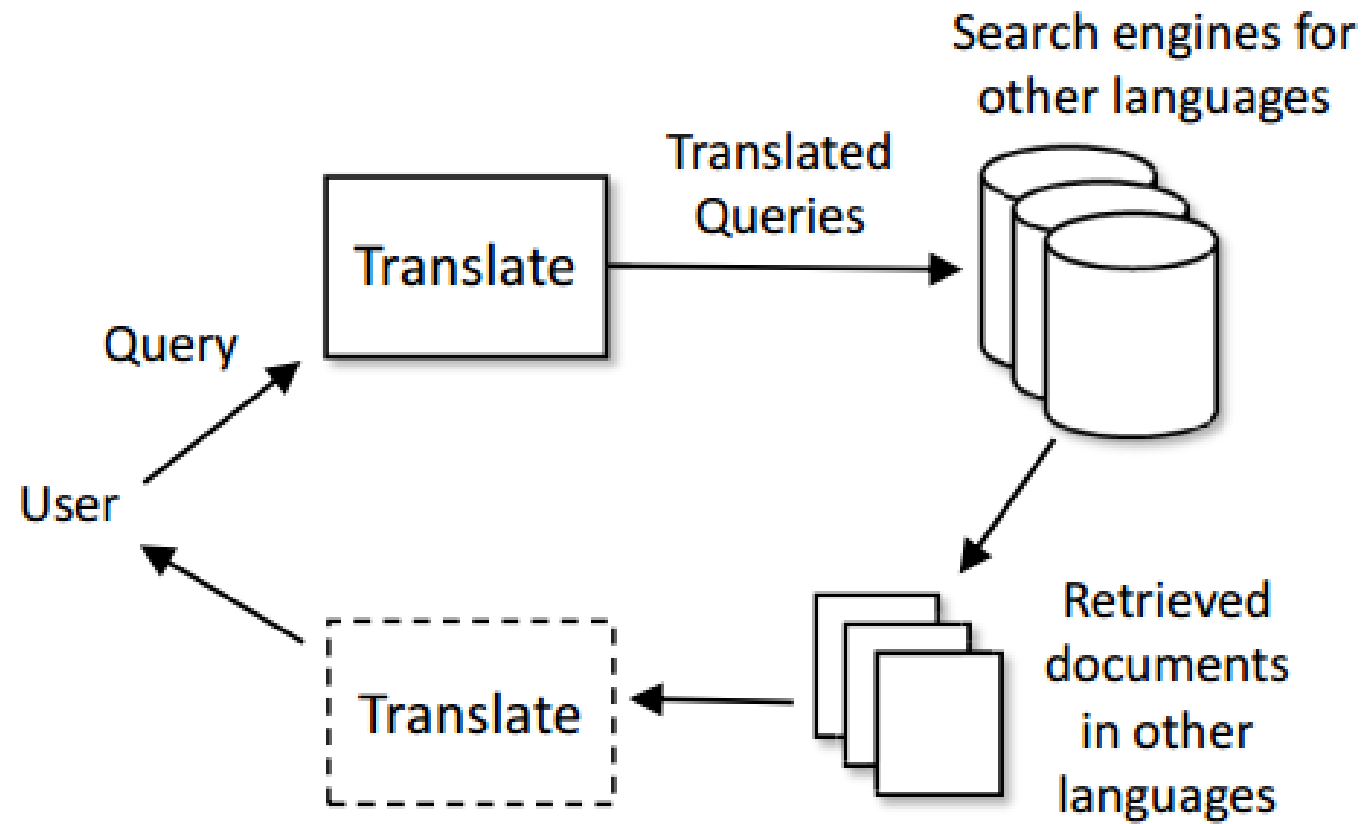 Search engines for
other languages
Translated
Queries
Translate
Query
User
Retrieved
documents
in other
languages
Translate